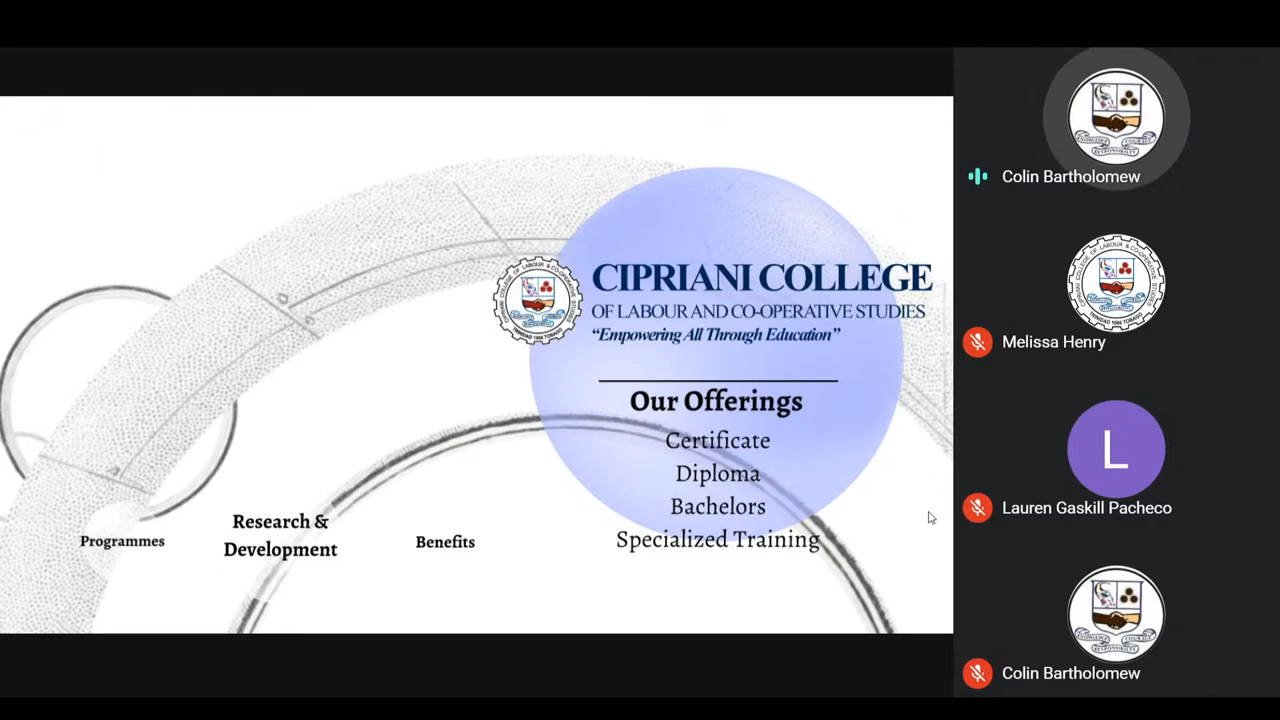 CIPRIANI COLLEGE
OF LABOUR AND CO-OPERATIVE STUDIES
“Empowering All Through Education”
Our Offerings
Certificate
Diploma
Bachelors
Specialized Training
Programmes
Research &
Development
Benefits
Colin Bartholomew
Melissa Henry
L
Lauren Gaskill Pacheco
Colin Bartholomew